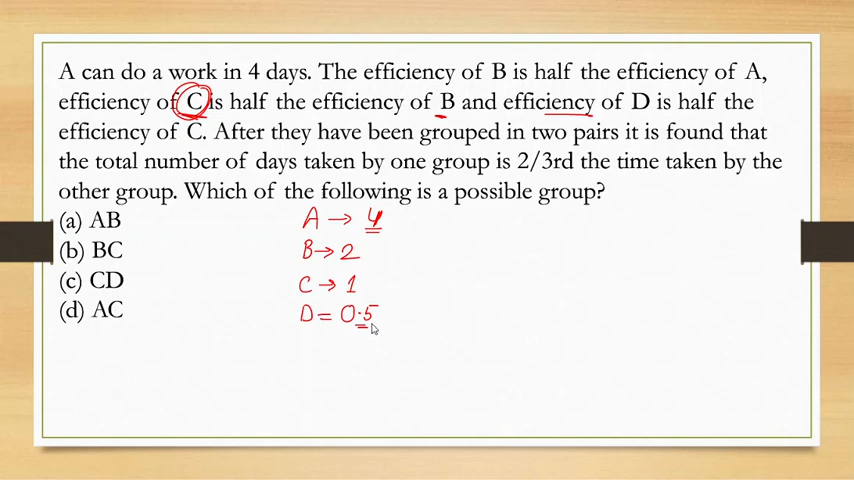 A can do a work in 4 days. The efficiency of B is half the efficiency of A,
efficiency of C is half the efficiency of B and efficiency of D is half the
efficiency of C. After they have been grouped in two pairs it is found that
the total number of days taken by one group is 2/3rd the time taken by the
other group. Which of the following is a possible group?
(a) AB
(b) BC
(c) CD
(d) AC
A → 4
B → 2
C → 1
D = 0.5